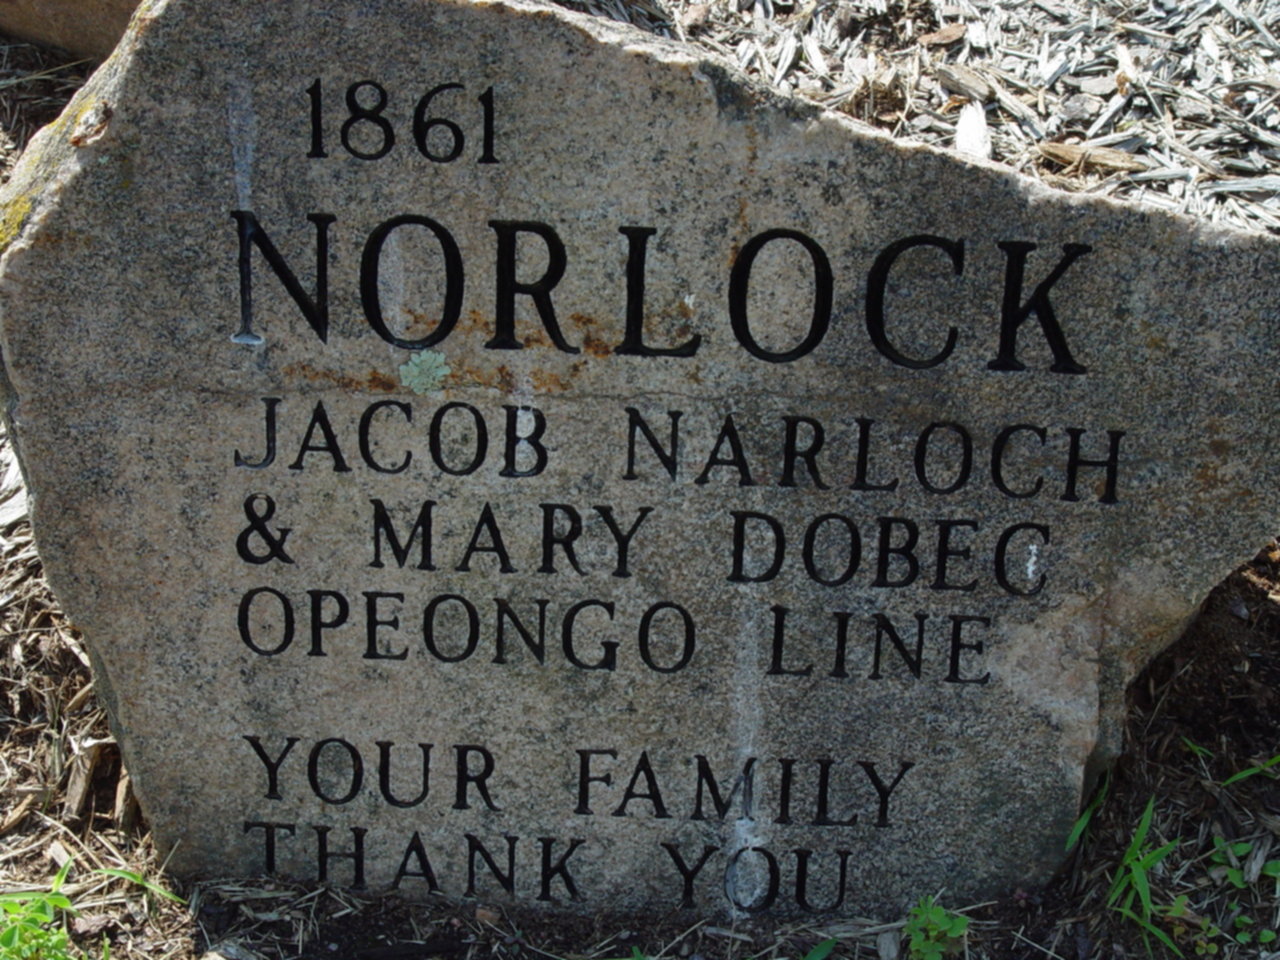 1861
NORLOCK
JACOB NARLOCH
& MARY DOBEC
OPEONGO LINE
YOUR FAMILY
THANK YOU